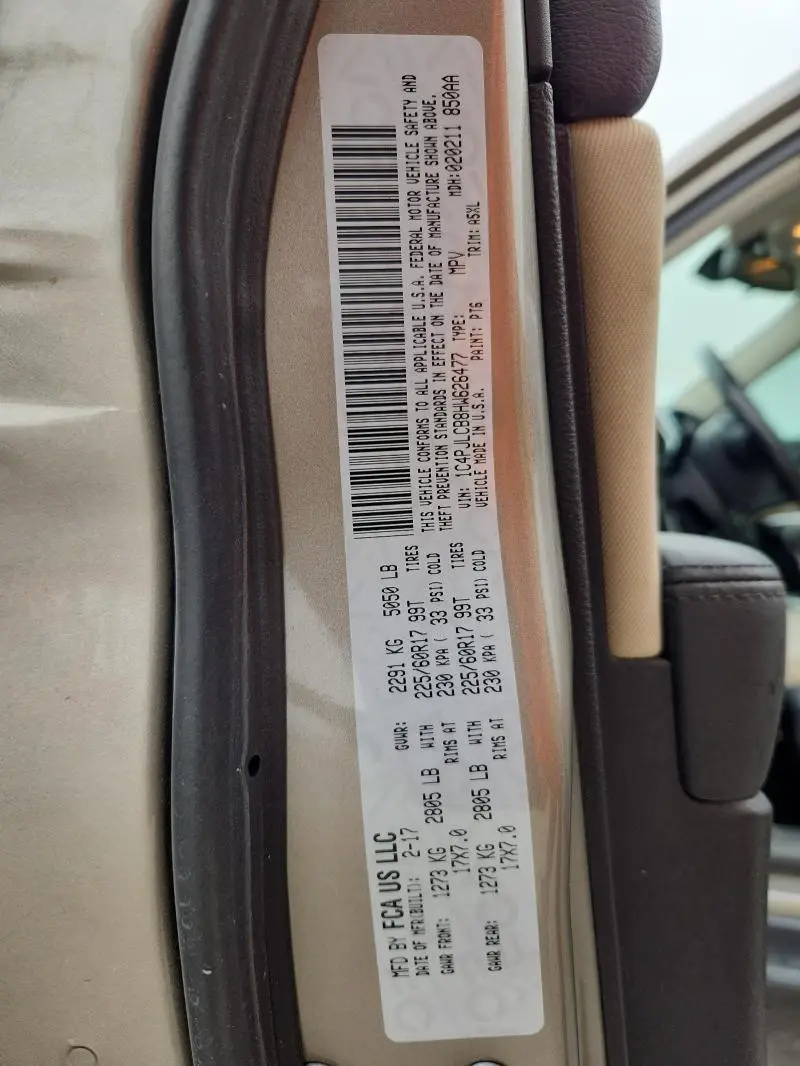 MFD BY FCA US LLC
DATE OF MFR(BUILT): 2-17 GVWR: 2291 KG 5050 LB
GAWR FRONT: 1273 KG 2805 LB WITH 225/60R17 99T TIRES
17X7.0 RIMS AT 230 KPA ( 33 PSI) COLD
GAWR REAR: 1273 KG 2805 LB WITH 225/60R17 99T TIRES
17X7.0 RIMS AT 230 KPA ( 33 PSI) COLD
THIS VEHICLE CONFORMS TO ALL APPLICABLE U.S.A. FEDERAL MOTOR VEHICLE SAFETY AND
THEFT PREVENTION STANDARDS IN EFFECT ON THE DATE OF MANUFACTURE SHOWN ABOVE.
VIN: 1C4PJLCB8HW626477 TYPE: MPV MDH:020211 850AA
VEHICLE MADE IN U.S.A. PAINT: PTG TRIM: A5XL